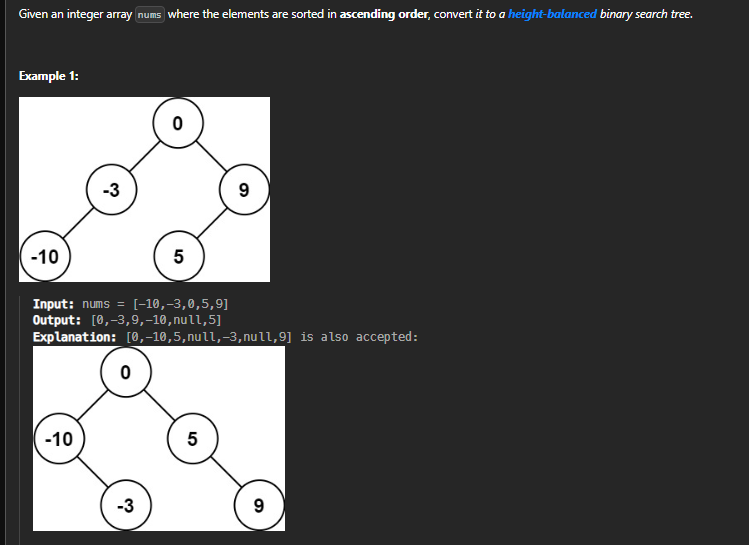 Given an integer array nums where the elements are sorted in ascending order, convert it to a height-balanced binary search tree.
Example 1:
0
-3 9
-10 5
Input: nums = [-10,-3,0,5,9]
Output: [0,-3,9,-10,null,5]
Explanation: [0,-10,5,null,-3,null,9] is also accepted:
0
-10 5
-3 9